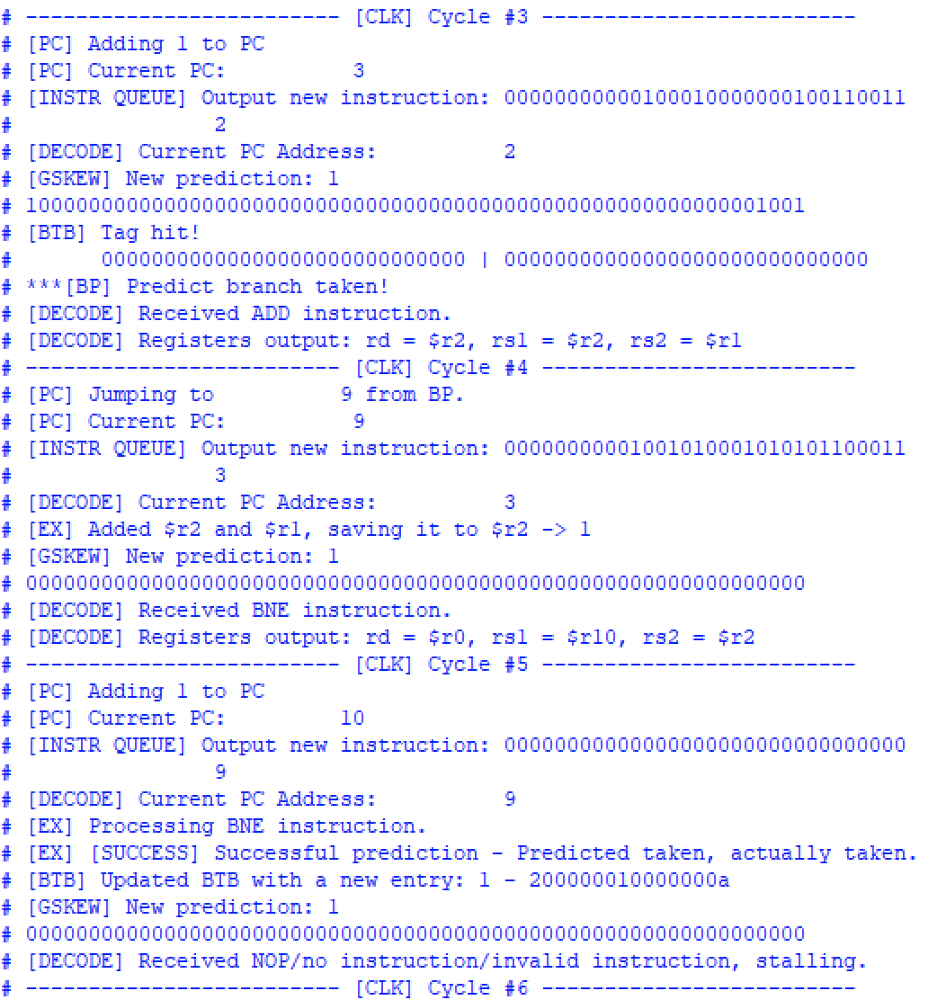 # ------------------------- [CLK] Cycle #3 -------------------------
# [PC] Adding 1 to PC
# [PC] Current PC:          3
# [INSTR QUEUE] Output new instruction: 00000000000100010000000100110011
#                2
# [DECODE] Current PC Address:          2
# [GSKEW] New prediction: 1
# 10000000000000000000000000000000000000000000000000000000001001
# [BTB] Tag hit!
#       00000000000000000000000000000 | 00000000000000000000000000000
# ***[BP] Predict branch taken!
# [DECODE] Received ADD instruction.
# [DECODE] Registers output: rd = $r2, rs1 = $r2, rs2 = $r1
# ------------------------- [CLK] Cycle #4 -------------------------
# [PC] Jumping to          9 from BP.
# [PC] Current PC:          9
# [INSTR QUEUE] Output new instruction: 00000000001001010001010101100011
#                3
# [DECODE] Current PC Address:          3
# [EX] Added $r2 and $r1, saving it to $r2 -> 1
# [GSKEW] New prediction: 1
# 00000000000000000000000000000000000000000000000000000000000000
# [DECODE] Received BNE instruction.
# [DECODE] Registers output: rd = $r0, rs1 = $r10, rs2 = $r2
# ------------------------- [CLK] Cycle #5 -------------------------
# [PC] Adding 1 to PC
# [PC] Current PC:         10
# [INSTR QUEUE] Output new instruction: 00000000000000000000000000000000
#                9
# [DECODE] Current PC Address:          9
# [EX] Processing BNE instruction.
# [EX] [SUCCESS] Successful prediction - Predicted taken, actually taken.
# [BTB] Updated BTB with a new entry: 1 - 200000010000000a
# [GSKEW] New prediction: 1
# 00000000000000000000000000000000000000000000000000000000000000
# [DECODE] Received NOP/no instruction/invalid instruction, stalling.
# ------------------------- [CLK] Cycle #6 -------------------------